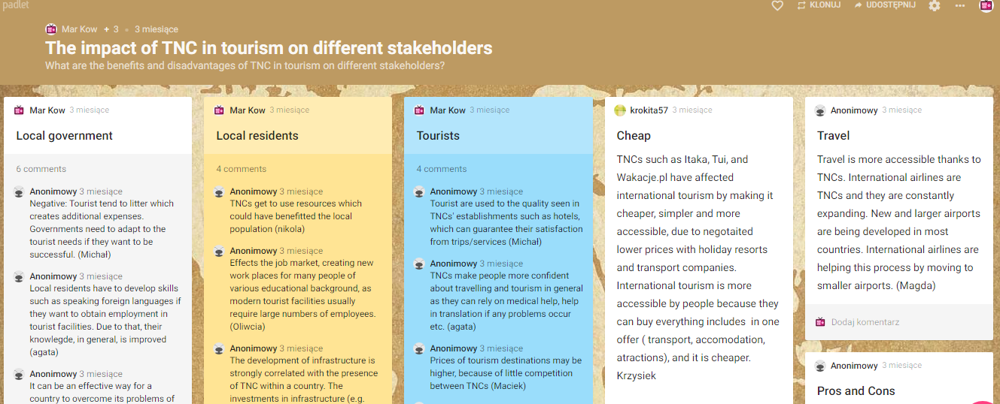 padlet
KLONUJ
UDOSTĘPNIJ
Mar Kow + 3 • 3 miesiące
The impact of TNC in tourism on different stakeholders
What are the benefits and disadvantages of TNC in tourism on different stakeholders?
Mar Kow 3 miesiące
Local government
6 comments
Anonimowy 3 miesiące
Negative: Tourist tend to litter which
creates additional expenses.
Governments need to adapt to the
tourist needs if they want to be
successful. (Michał)
Anonimowy 3 miesiące
Local residents have to develop skills
such as speaking foreign languages if
they want to obtain employment in
tourist facilities. Due to that, their
knowlegde, in general, is improved
(agata)
Anonimowy 3 miesiące
It can be an effective way for a
country to overcome its problems of
Mar Kow 3 miesiące
Local residents
4 comments
Anonimowy 3 miesiące
TNCs get to use resources which
could have benefitted the local
population (nikola)
Anonimowy 3 miesiące
Effects the job market, creating new
work places for many people of
various educational background, as
modern tourist facilities usually
require large numbers of employees.
(Oliwcia)
Anonimowy 3 miesiące
The development of infrastructure is
strongly correlated with the presence
of TNC within a country. The
investments in infrastructure (e.g.
Mar Kow 3 miesiące
Tourists
4 comments
Anonimowy 3 miesiące
Tourist are used to the quality seen in
TNCs' establishments such as hotels,
which can guarantee their satisfaction
from trips/services (Michał)
Anonimowy 3 miesiące
TNCs make people more confident
about travelling and tourism in general
as they can rely on medical help, help
in translation if any problems occur
etc. (agata)
Anonimowy 3 miesiące
Prices of tourism destinations may be
higher, because of little competition
between TNCs (Maciek)
krokita57 3 miesiące
Cheap
TNCs such as Itaka, Tui, and
Wakacje.pl have affected
international tourism by making it
cheaper, simpler and more
accessible, due to negotaited
lower prices with holiday resorts
and transport companies.
International tourism is more
accessible by people because they
can buy everything includes in one
offer ( transport, accomodation,
atractions), and it is cheaper.
Krzysiek
Anonimowy 3 miesiące
Travel
Travel is more accessible thanks to
TNCs. International airlines are
TNCs and they are constantly
expanding. New and larger airports
are being developed in most
countries. International airlines are
helping this process by moving to
smaller airports. (Magda)
Dodaj komentarz
Anonimowy 3 miesiące
Pros and Cons